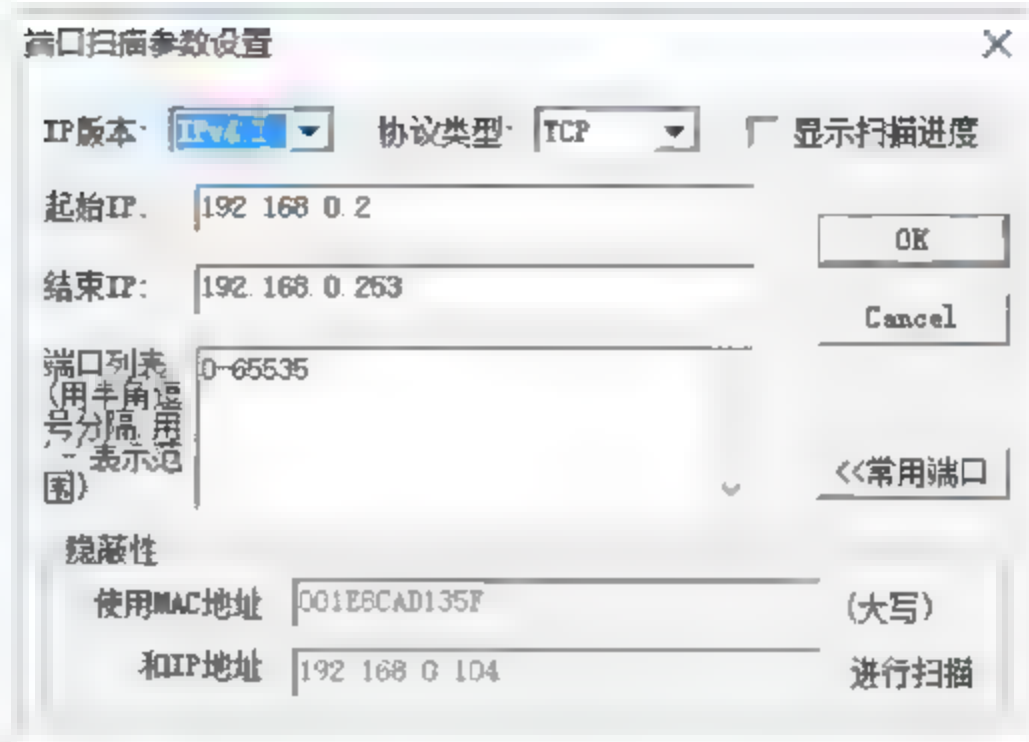 端口扫描参数设置
IP版本: IPv4 协议类型: TCP 显示扫描进度
起始IP: 192.168.0.2
OK
结束IP: 192.168.0.253
Cancel
端口列表 0-65535
(用半角逗
号分隔,用
"-"表示范
围)
<<常用端口
隐蔽性
使用MAC地址 001E8CAD135F (大写)
和IP地址 192.168.0.104 进行扫描